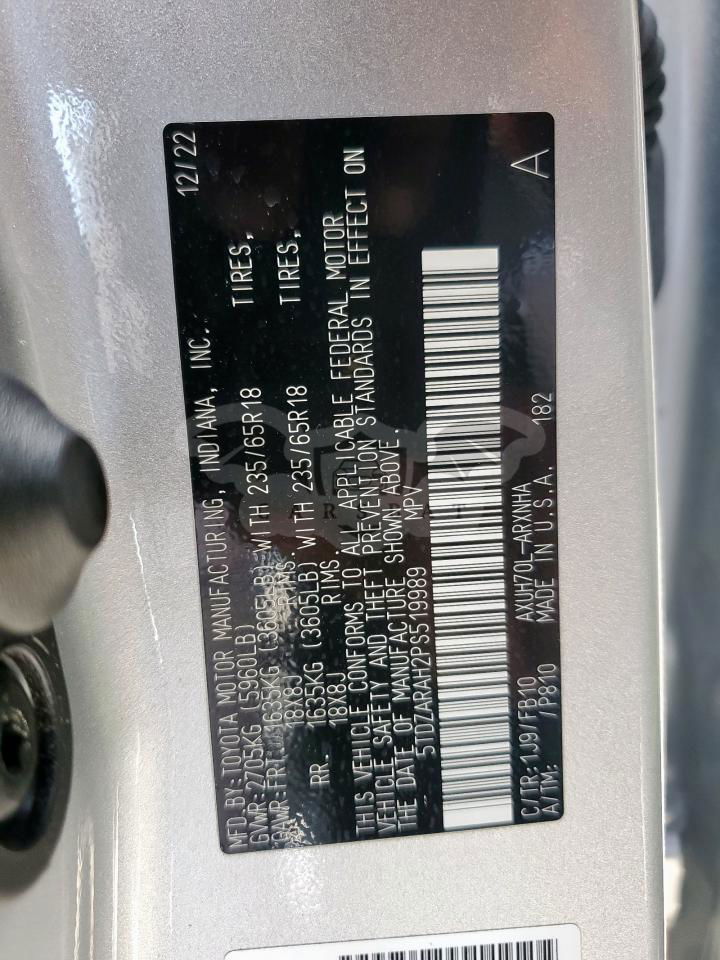 MFD.BY:TOYOTA MOTOR MANUFACTURING, INDIANA, INC. 12/22
GVWR:2705KG (5960LB)
GAWR:FRT 1635KG (3605LB) WITH 235/65R18 TIRES,
18X8J RIMS
RR 1635KG (3605LB) WITH 235/65R18 TIRES,
18X8J RIMS
THIS VEHICLE CONFORMS TO ALL APPLICABLE FEDERAL MOTOR
VEHICLE SAFETY AND THEFT PREVENTION STANDARDS IN EFFECT ON
THE DATE OF MANUFACTURE SHOWN ABOVE.
5TDZARAH2PS519989 MPV
C/TR:1J9/FB10 AXUH70L-ARXNHA
A/TM: /P810 MADE IN U.S.A. 182 A